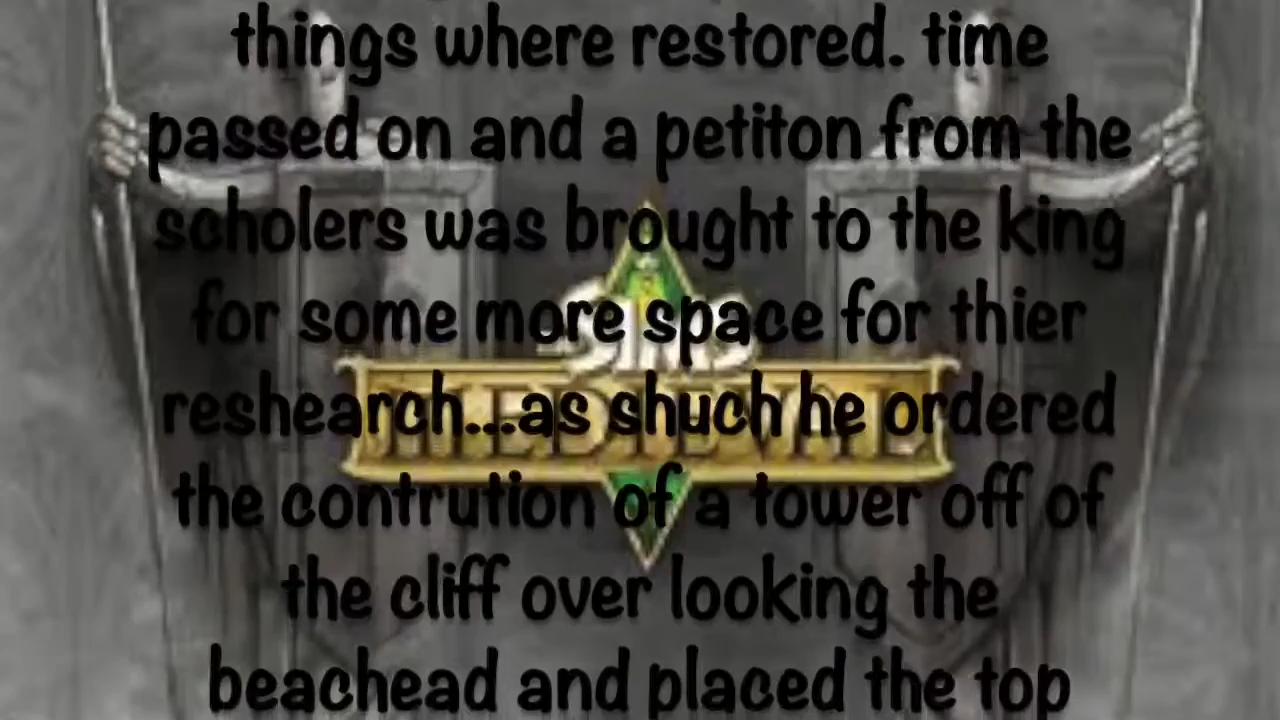 things where restored. time
passed on and a petiton from the
scholers was brought to the king
for some more space for thier
reshearch...as shuch he ordered
the contrution of a tower off of
the cliff over looking the
beachead and placed the top
SIMS
MEDIEVAL